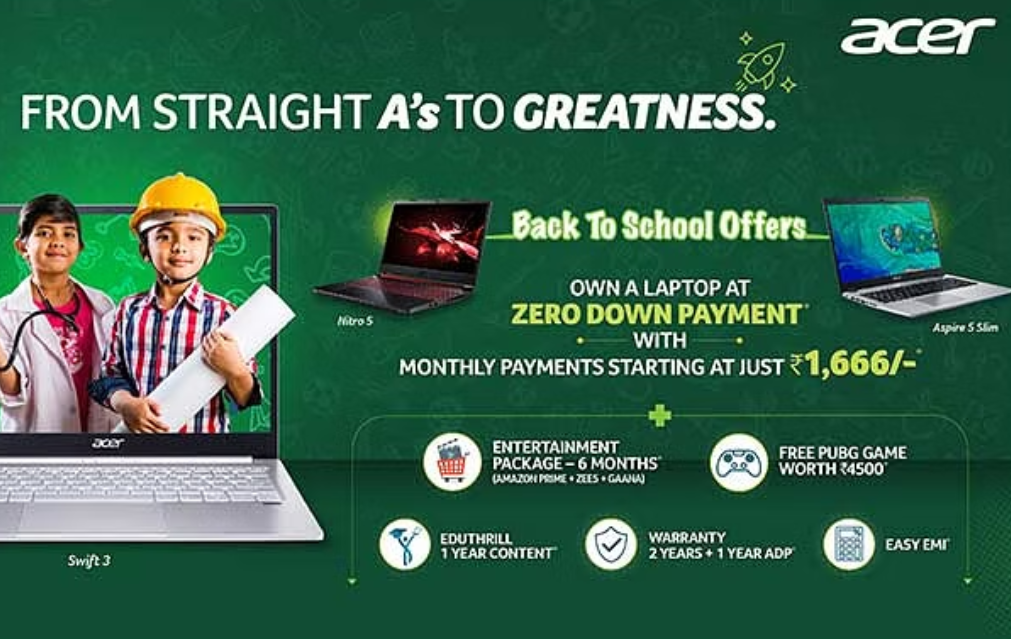 acer
FROM STRAIGHT A's TO GREATNESS.
Back To School Offers
Nitro 5
Aspire 5 Slim
OWN A LAPTOP AT
ZERO DOWN PAYMENT*
WITH
MONTHLY PAYMENTS STARTING AT JUST ₹1,666/-*
acer
Swift 3
ENTERTAINMENT
PACKAGE – 6 MONTHS*
(AMAZON PRIME + ZEE5 + GAANA)
FREE PUBG GAME
WORTH ₹4500*
EDUTHRILL
1 YEAR CONTENT*
WARRANTY
2 YEARS + 1 YEAR ADP*
EASY EMI*